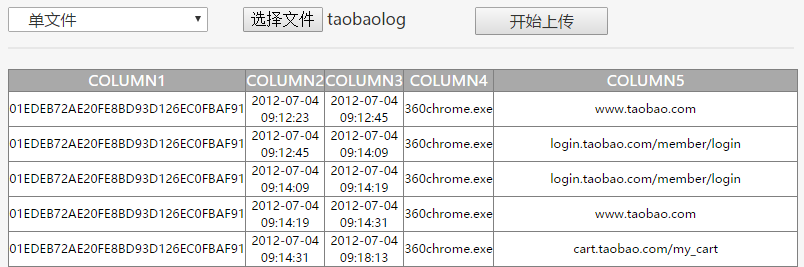 单文件 选择文件 taobaolog 开始上传
COLUMN1 COLUMN2 COLUMN3 COLUMN4 COLUMN5
01EDEB72AE20FE8BD93D126EC0FBAF91 2012-07-04 09:12:23 2012-07-04 09:12:45 360chrome.exe www.taobao.com
01EDEB72AE20FE8BD93D126EC0FBAF91 2012-07-04 09:12:45 2012-07-04 09:14:09 360chrome.exe login.taobao.com/member/login
01EDEB72AE20FE8BD93D126EC0FBAF91 2012-07-04 09:14:09 2012-07-04 09:14:19 360chrome.exe login.taobao.com/member/login
01EDEB72AE20FE8BD93D126EC0FBAF91 2012-07-04 09:14:19 2012-07-04 09:14:31 360chrome.exe www.taobao.com
01EDEB72AE20FE8BD93D126EC0FBAF91 2012-07-04 09:14:31 2012-07-04 09:18:13 360chrome.exe cart.taobao.com/my_cart